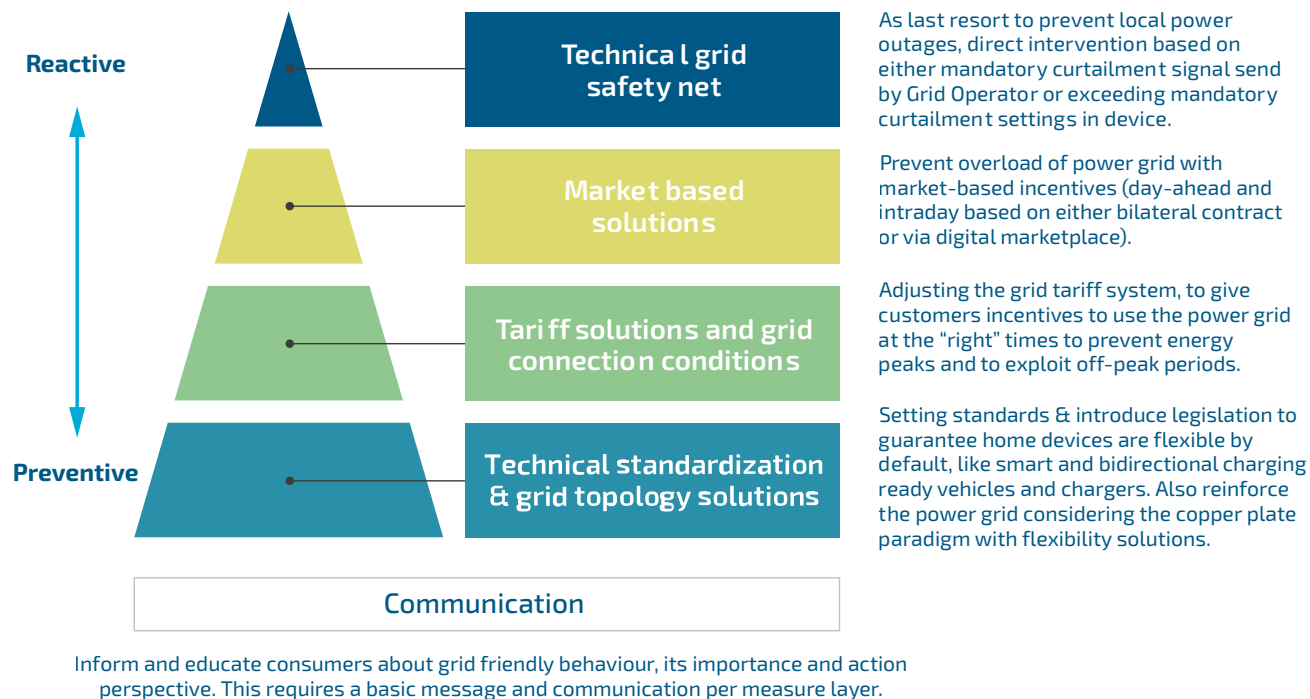 Reactive
Preventive
Technical grid
safety net
As last resort to prevent local power
outages, direct intervention based on
either mandatory curtailment signal send
by Grid Operator or exceeding mandatory
curtailment settings in device.
Market based
solutions
Prevent overload of power grid with
market-based incentives (day-ahead and
intraday based on either bilateral contract
or via digital marketplace).
Tariff solutions and grid
connection conditions
Adjusting the grid tariff system, to give
customers incentives to use the power grid
at the “right” times to prevent energy
peaks and to exploit off-peak periods.
Technical standardization
& grid topology solutions
Setting standards & introduce legislation to
guarantee home devices are flexible by
default, like smart and bidirectional charging
ready vehicles and chargers. Also reinforce
the power grid considering the copper plate
paradigm with flexibility solutions.
Communication
Inform and educate consumers about grid friendly behaviour, its importance and action
perspective. This requires a basic message and communication per measure layer.